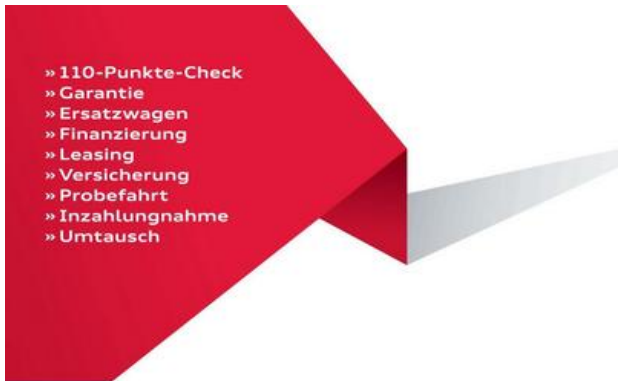 » 110-Punkte-Check
» Garantie
» Ersatzwagen
» Finanzierung
» Leasing
» Versicherung
» Probefahrt
» Inzahlungnahme
» Umtausch